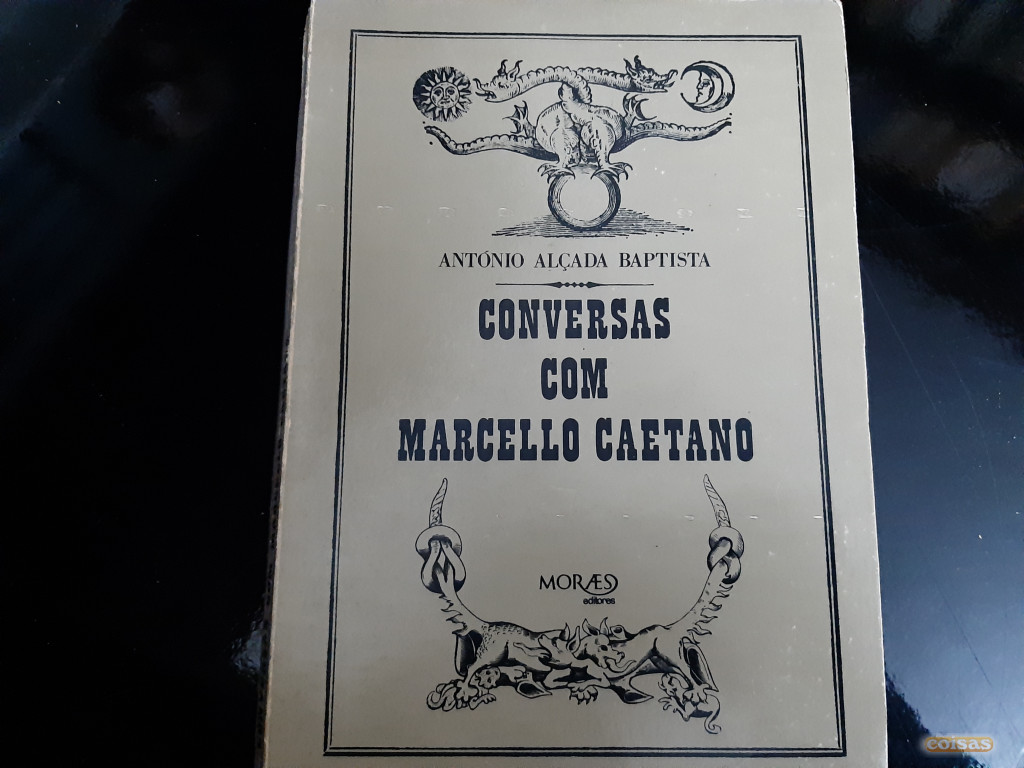 ANTÓNIO ALÇADA BAPTISTA
CONVERSAS
COM
MARCELLO CAETANO
MORÆS
editores
coisas